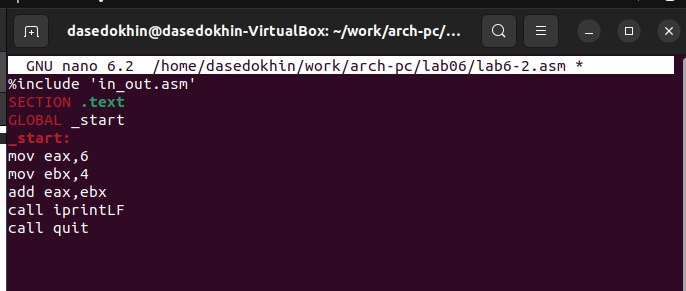 dasedokhin@dasedokhin-VirtualBox: ~/work/arch-pc/…
GNU nano 6.2 /home/dasedokhin/work/arch-pc/lab06/lab6-2.asm *
%include 'in_out.asm'
SECTION .text
GLOBAL _start
_start:
mov eax,6
mov ebx,4
add eax,ebx
call iprintLF
call quit